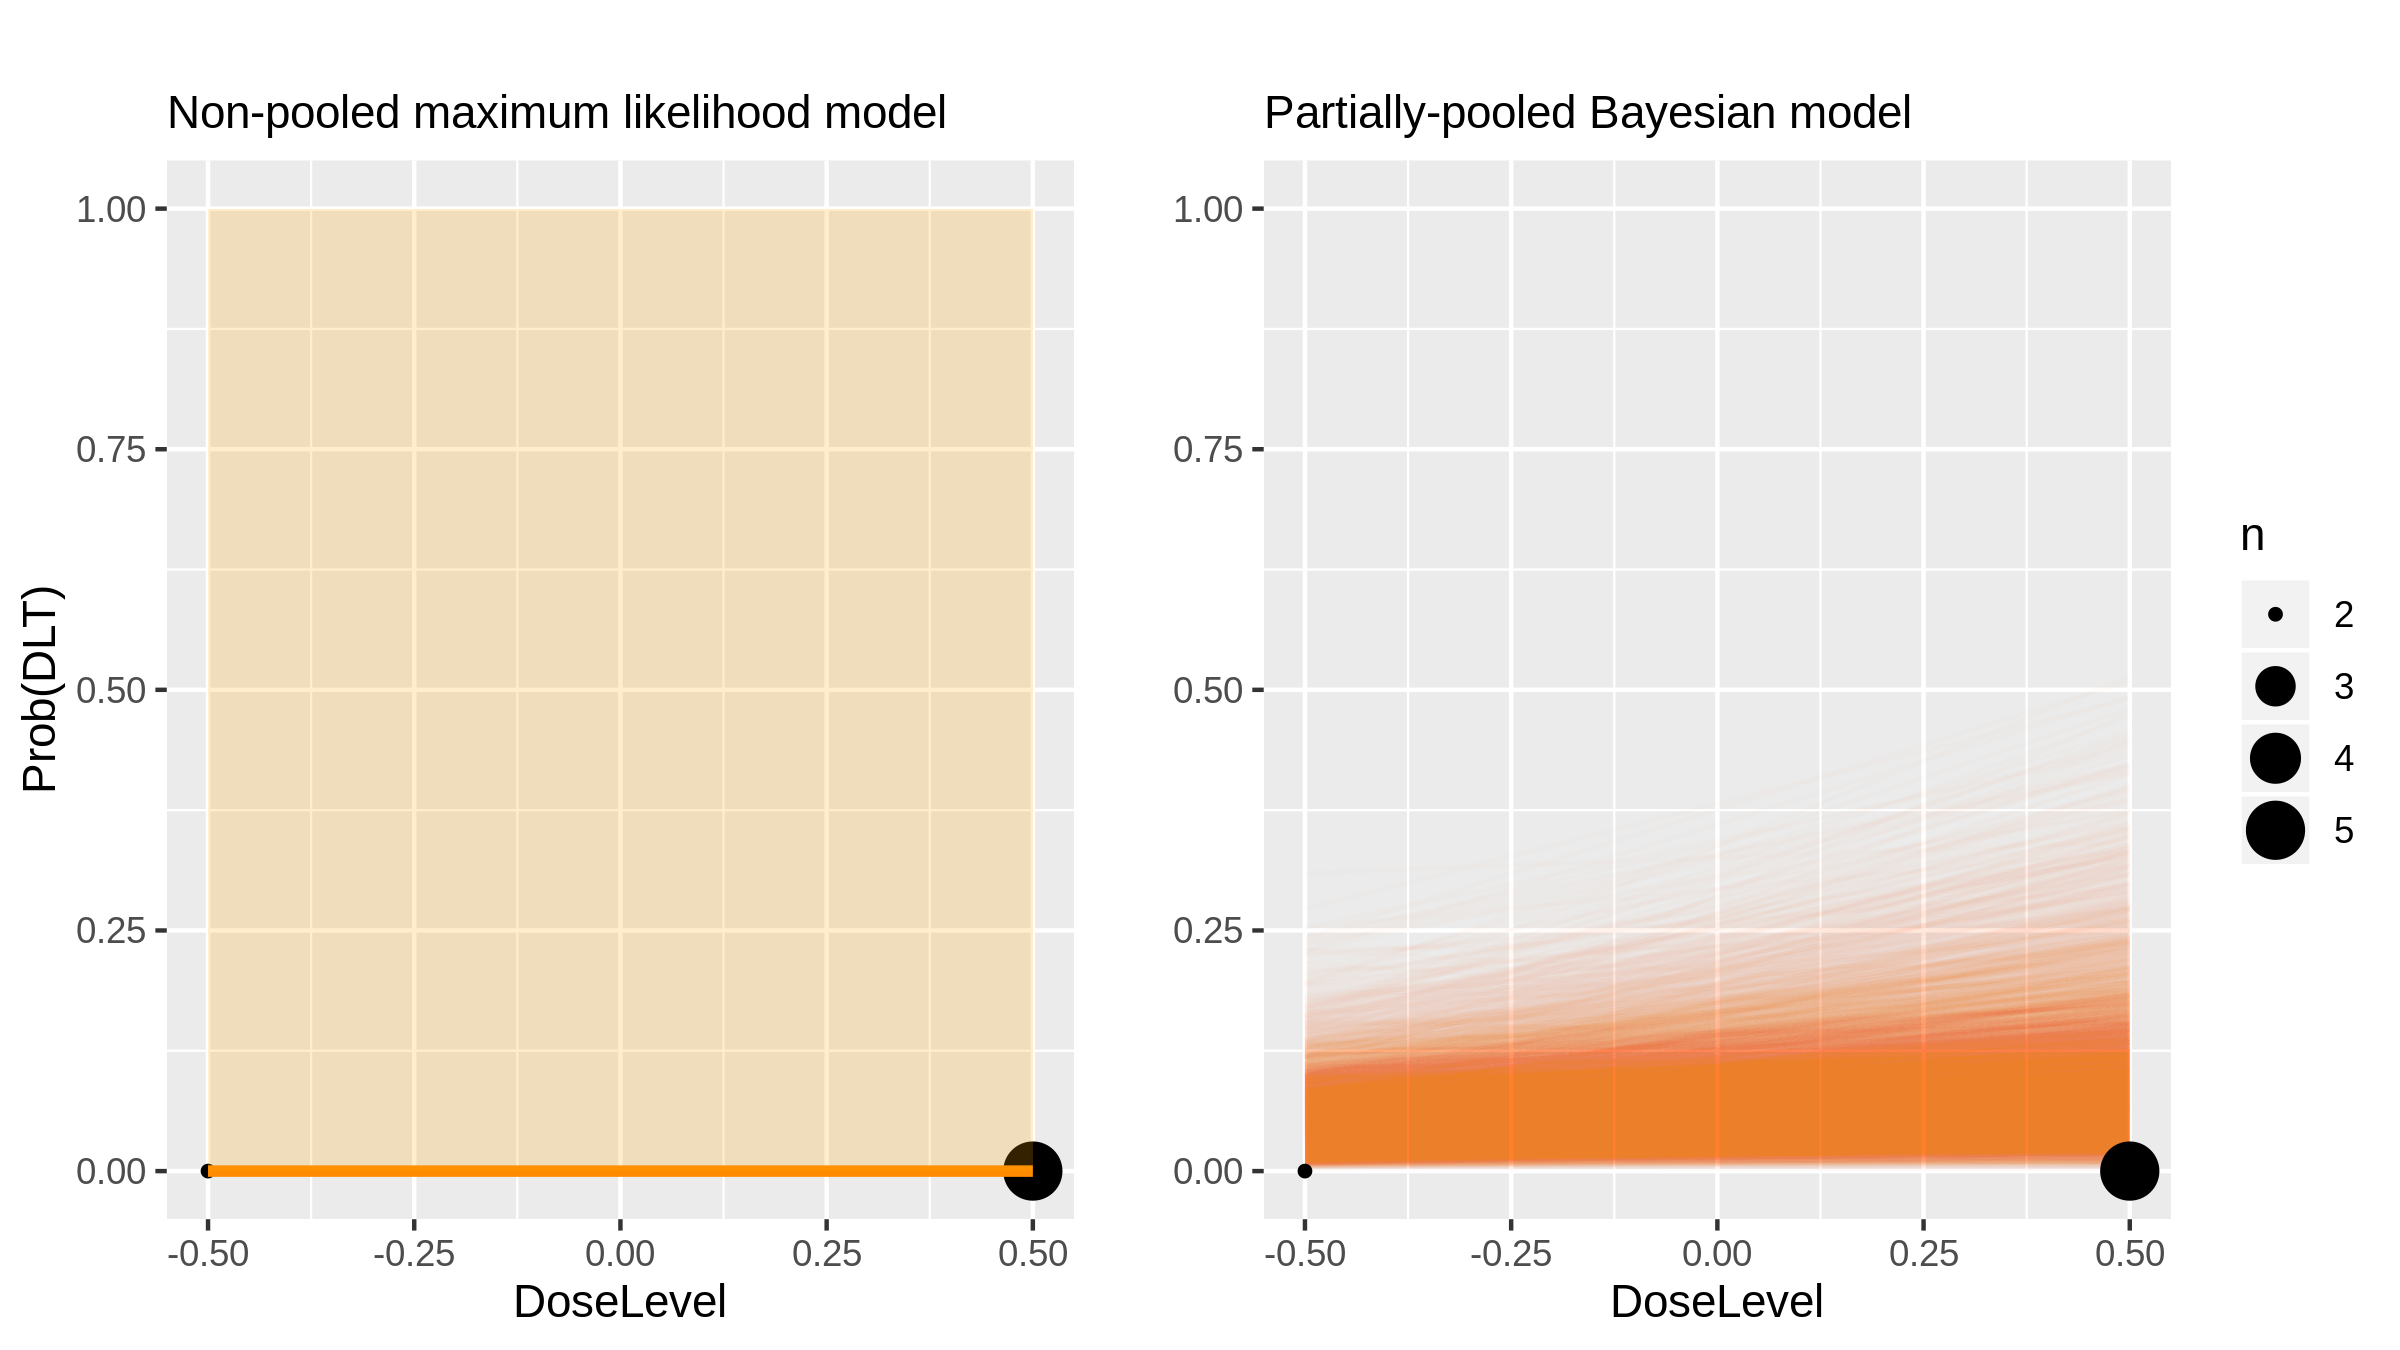 Non-pooled maximum likelihood model
Partially-pooled Bayesian model
Prob(DLT)
1.00
0.75
0.50
0.25
0.00
-0.50 -0.25 0.00 0.25 0.50
DoseLevel
1.00
0.75
0.50
0.25
0.00
-0.50 -0.25 0.00 0.25 0.50
DoseLevel
n
2
3
4
5